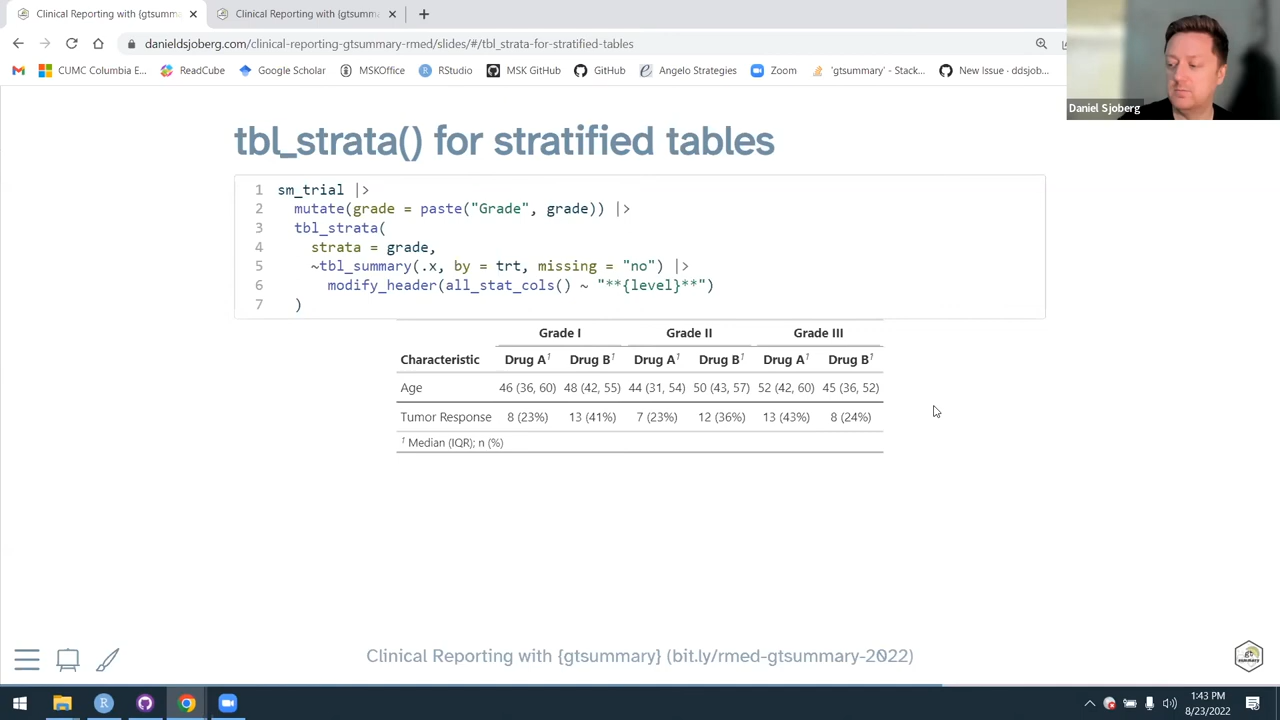 Clinical Reporting with {gtsumma
Clinical Reporting with {gtsumm
danieldsjoberg.com/clinical-reporting-gtsummary-rmed/slides/#/tbl_strata-for-stratified-tables
CUMC Columbia E...
ReadCube
Google Scholar
MSKOffice
RStudio
MSK GitHub
GitHub
Angelo Strategies
Zoom
'gtsummary' - Stack...
New Issue · ddsjob...
Daniel Sjoberg
tbl_strata() for stratified tables
1 sm_trial |>
2 mutate(grade = paste("Grade", grade)) |>
3 tbl_strata(
4 strata = grade,
5 ~tbl_summary(.x, by = trt, missing = "no") |>
6 modify_header(all_stat_cols() ~ "**{level}**")
7 )
Grade I Grade II Grade III
Characteristic Drug A¹ Drug B¹ Drug A¹ Drug B¹ Drug A¹ Drug B¹
Age 46 (36, 60) 48 (42, 55) 44 (31, 54) 50 (43, 57) 52 (42, 60) 45 (36, 52)
Tumor Response 8 (23%) 13 (41%) 7 (23%) 12 (36%) 13 (43%) 8 (24%)
¹ Median (IQR); n (%)
Clinical Reporting with {gtsummary} (bit.ly/rmed-gtsummary-2022)
1:43 PM
8/23/2022